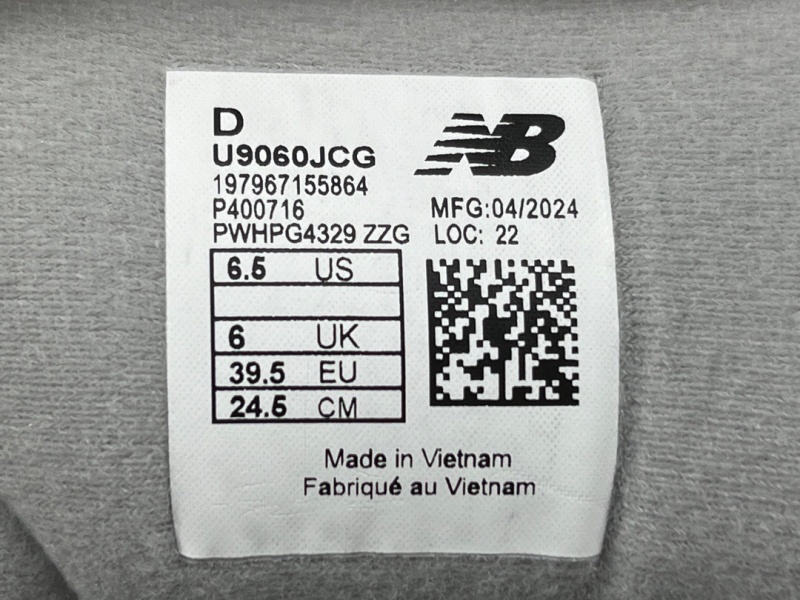 D
NB
U9060JCG
197967155864
P400716
MFG:04/2024
PWHPG4329 ZZG
LOC: 22
6.5 US
6 UK
39.5 EU
24.5 CM
Made in Vietnam
Fabriqué au Vietnam